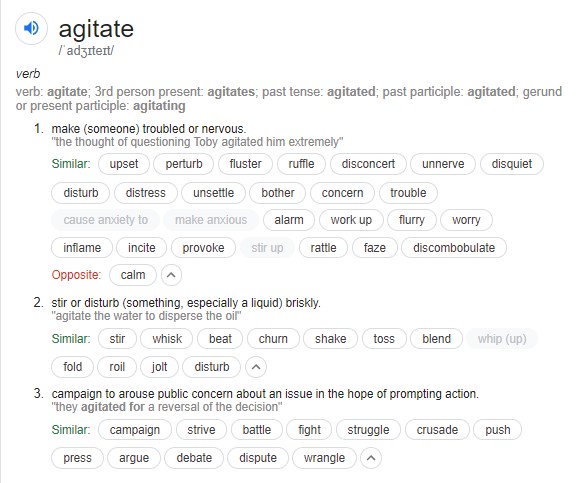 agitate
/ˈadʒɪteɪt/
verb
verb: agitate; 3rd person present: agitates; past tense: agitated; past participle: agitated; gerund
or present participle: agitating
1. make (someone) troubled or nervous.
"the thought of questioning Toby agitated him extremely"
Similar: upset perturb fluster ruffle disconcert unnerve disquiet
disturb distress unsettle bother concern trouble
cause anxiety to make anxious alarm work up flurry worry
inflame incite provoke stir up rattle faze discombobulate
Opposite: calm
2. stir or disturb (something, especially a liquid) briskly.
"agitate the water to disperse the oil"
Similar: stir whisk beat churn shake toss blend whip (up)
fold roil jolt disturb
3. campaign to arouse public concern about an issue in the hope of prompting action.
"they agitated for a reversal of the decision"
Similar: campaign strive battle fight struggle crusade push
press argue debate dispute wrangle